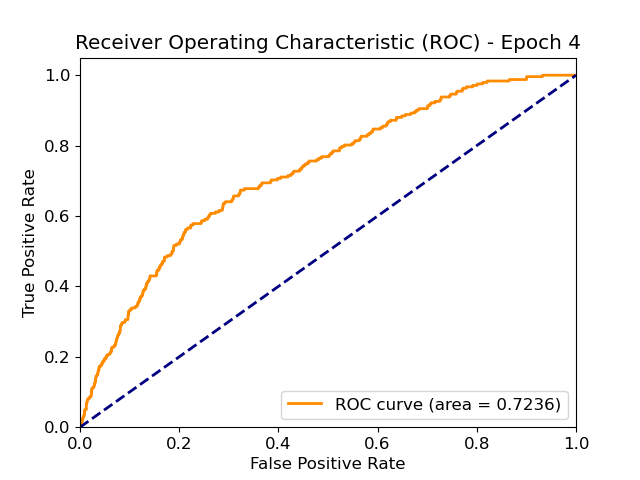 Receiver Operating Characteristic (ROC) - Epoch 4
True Positive Rate
1.0
0.8
0.6
0.4
0.2
0.0
ROC curve (area = 0.7236)
0.0 0.2 0.4 0.6 0.8 1.0
False Positive Rate